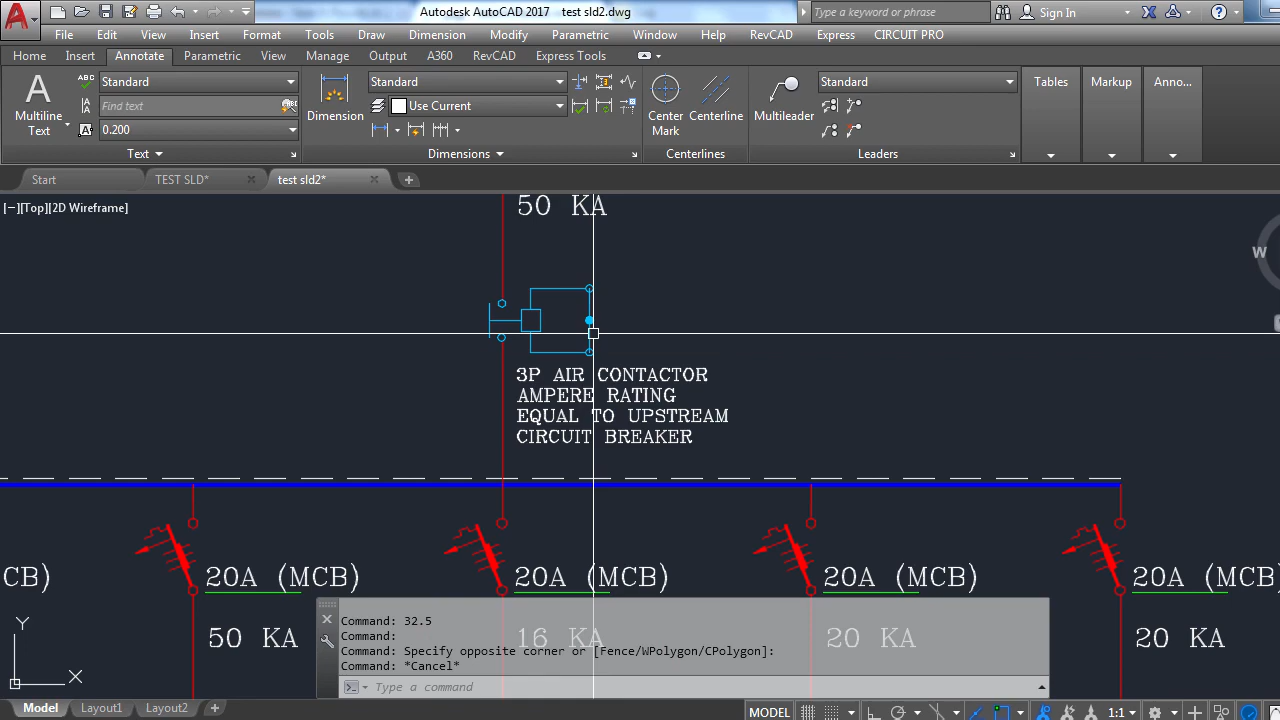 Autodesk AutoCAD 2017 test sld2.dwg
Type a keyword or phrase
Sign In
File Edit View Insert Format Tools Draw Dimension Modify Parametric Window Help RevCAD Express CIRCUIT PRO
Home Insert Annotate Parametric View Manage Output A360 RevCAD Express Tools
Multiline
Text
ABC
Standard
Find text
0.200
Text
Dimension
Standard
Use Current
Dimensions
Center
Mark
Centerline
Centerlines
Multileader
Standard
Leaders
Tables
Markup
Anno...
Start TEST SLD* test sld2*
[−][Top][2D Wireframe]
50 KA
W
3P AIR CONTACTOR
AMPERE RATING
EQUAL TO UPSTREAM
CIRCUIT BREAKER
CB) 20A (MCB) 20A (MCB) 20A (MCB) 20A (MCB)
50 KA 16 KA 20 KA 20 KA
Command: 32.5
Command:
Command: Specify opposite corner or [Fence/WPolygon/CPolygon]:
Command: *Cancel*
Type a command
Y
X
Model Layout1 Layout2
MODEL 1:1